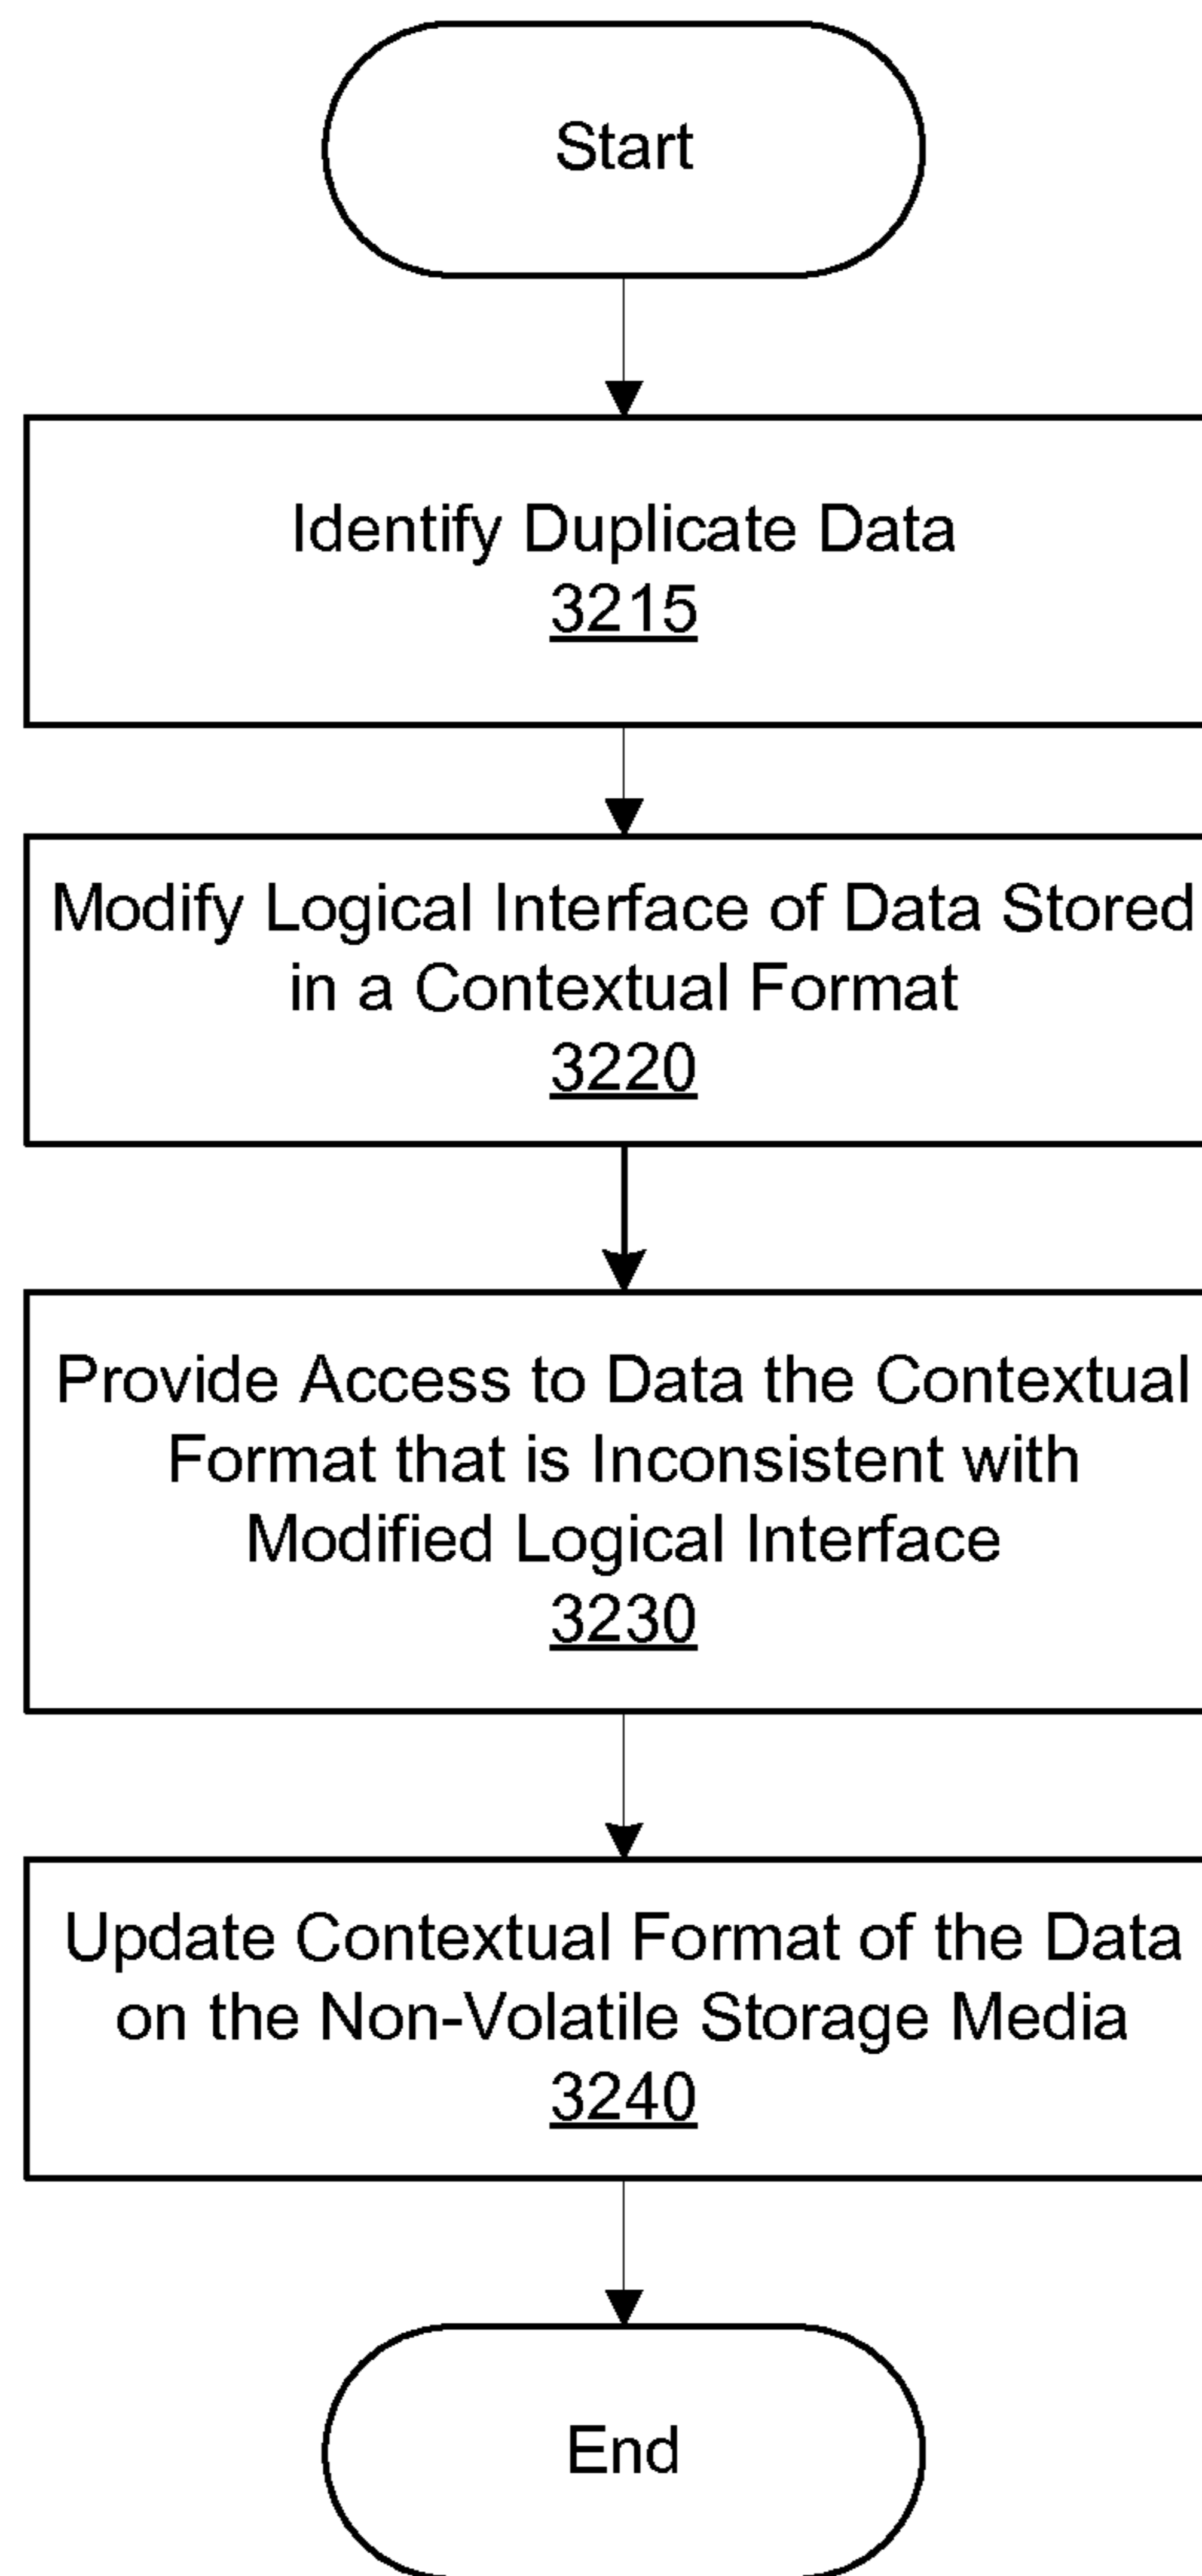 Start
Identify Duplicate Data
3215
Modify Logical Interface of Data Stored
in a Contextual Format
3220
Provide Access to Data the Contextual
Format that is Inconsistent with
Modified Logical Interface
3230
Update Contextual Format of the Data
on the Non-Volatile Storage Media
3240
End